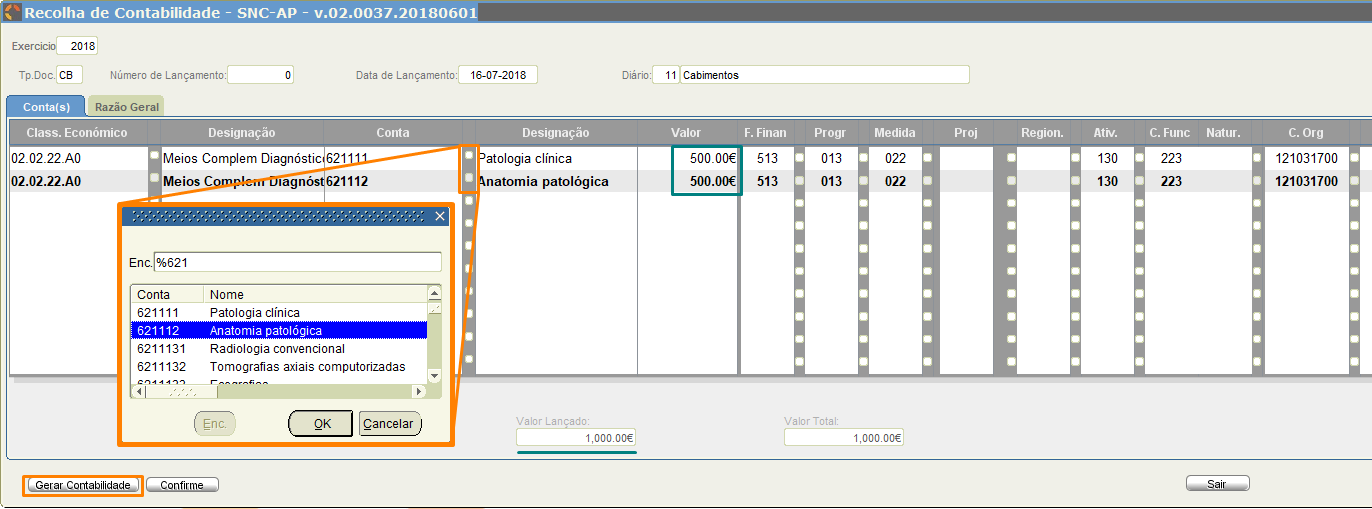 Recolha de Contabilidade - SNC-AP - v.02.0037.20180601
Exercicio 2018
Tp.Doc. CB Número de Lançamento: 0 Data de Lançamento: 16-07-2018 Diário: 11 Cabimentos
Conta(s) Razão Geral
Class. Económico Designação Conta Designação Valor F. Finan Progr Medida Proj Region. Ativ. C. Func Natur. C. Org
02.02.22.A0 Meios Complem Diagnóstic 621111 Patologia clínica 500.00€ 513 013 022 130 223 121031700
02.02.22.A0 Meios Complem Diagnóst 621112 Anatomia patológica 500.00€ 513 013 022 130 223 121031700
Enc. %621
Conta Nome
621111 Patologia clínica
621112 Anatomia patológica
6211131 Radiologia convencional
6211132 Tomografias axiais computorizadas
6211133 Ecografias
Enc. OK Cancelar
Valor Lançado: Valor Total:
1,000.00€ 1,000.00€
Gerar Contabilidade Confirme Sair